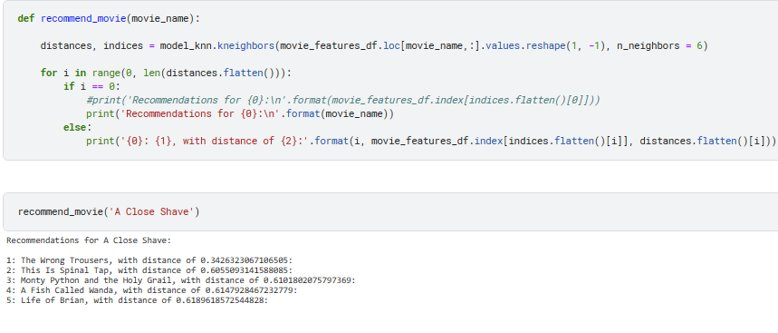 def recommend_movie(movie_name):
distances, indices = model_knn.kneighbors(movie_features_df.loc[movie_name,:].values.reshape(1, -1), n_neighbors = 6)
for i in range(0, len(distances.flatten())):
if i == 0:
#print('Recommendations for {0}:\n'.format(movie_features_df.index[indices.flatten()[0]]))
print('Recommendations for {0}:\n'.format(movie_name))
else:
print('{0}: {1}, with distance of {2}:'.format(i, movie_features_df.index[indices.flatten()[i]], distances.flatten()[i]))
recommend_movie('A Close Shave')
Recommendations for A Close Shave:
1: The Wrong Trousers, with distance of 0.3426323067106505:
2: This Is Spinal Tap, with distance of 0.6055093141588085:
3: Monty Python and the Holy Grail, with distance of 0.6101802075797369:
4: A Fish Called Wanda, with distance of 0.6147928467232779:
5: Life of Brian, with distance of 0.6189618572544828: